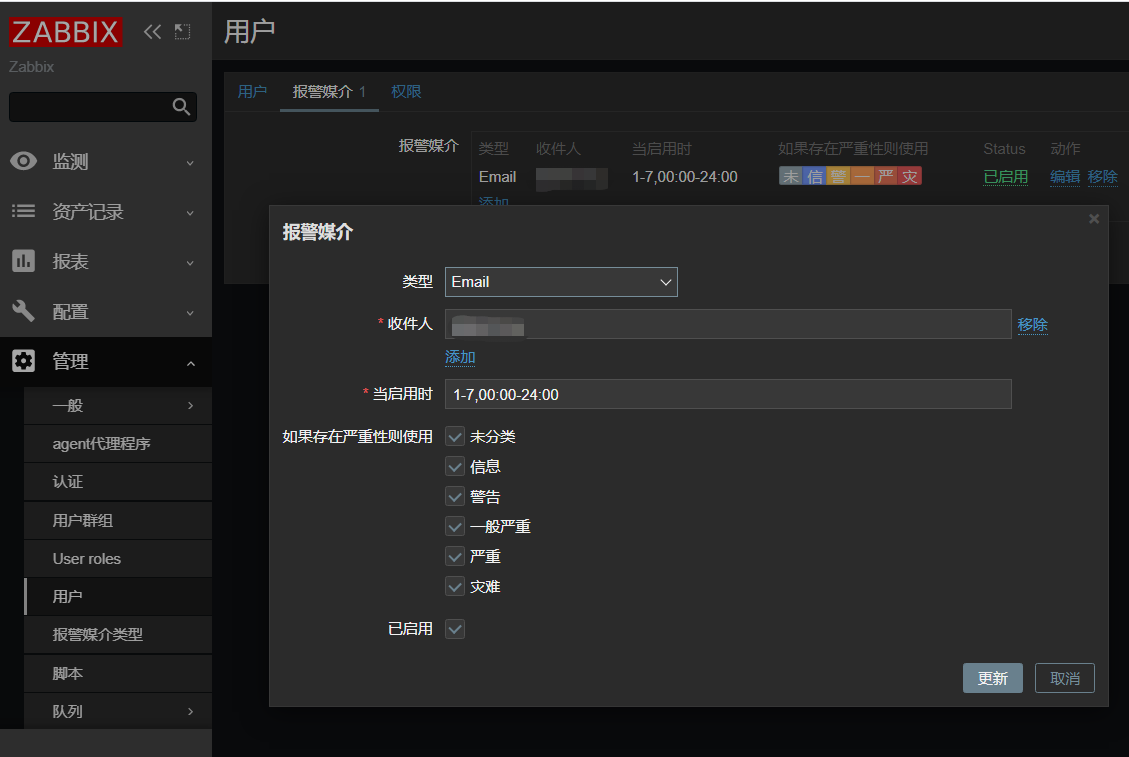 ZABBIX
Zabbix
监测
资产记录
报表
配置
管理
一般
agent代理程序
认证
用户群组
User roles
用户
报警媒介类型
脚本
队列
用户
用户 报警媒介 1 权限
报警媒介 类型 收件人 当启用时 如果存在严重性则使用 Status 动作
Email 1-7,00:00-24:00 未 信 警 一 严 灾 已启用 编辑 移除
添加
报警媒介
类型 Email
* 收件人 移除
添加
* 当启用时 1-7,00:00-24:00
如果存在严重性则使用 未分类
信息
警告
一般严重
严重
灾难
已启用
更新 取消